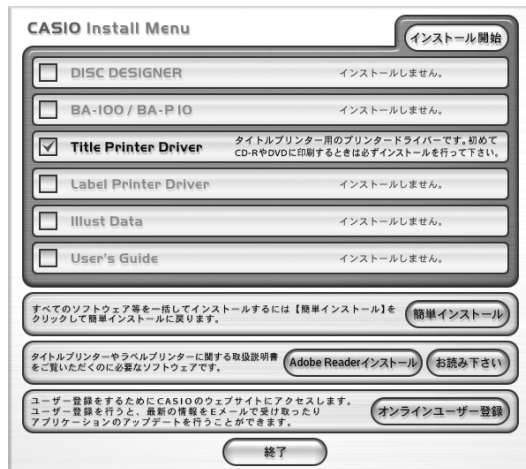 CASIO Install Menu
インストール開始
DISC DESIGNER インストールしません。
BA-100 / BA-P10 インストールしません。
Title Printer Driver タイトルプリンター用のプリンタードライバーです。初めて
CD-RやDVDに印刷するときは必ずインストールを行って下さい。
Label Printer Driver インストールしません。
Illust Data インストールしません。
User's Guide インストールしません。
すべてのソフトウェア等を一括してインストールするには【簡単インストール】を
クリックして簡単インストールに戻ります。
簡単インストール
タイトルプリンターやラベルプリンターに関する取扱説明書
をご覧いただくのに必要なソフトウェアです。
Adobe Readerインストール
お読み下さい
ユーザー登録をするためにCASIOのウェブサイトにアクセスします。
ユーザー登録を行うと、最新の情報をEメールで受け取ったり
アプリケーションのアップデートを行うことができます。
オンラインユーザー登録
終了